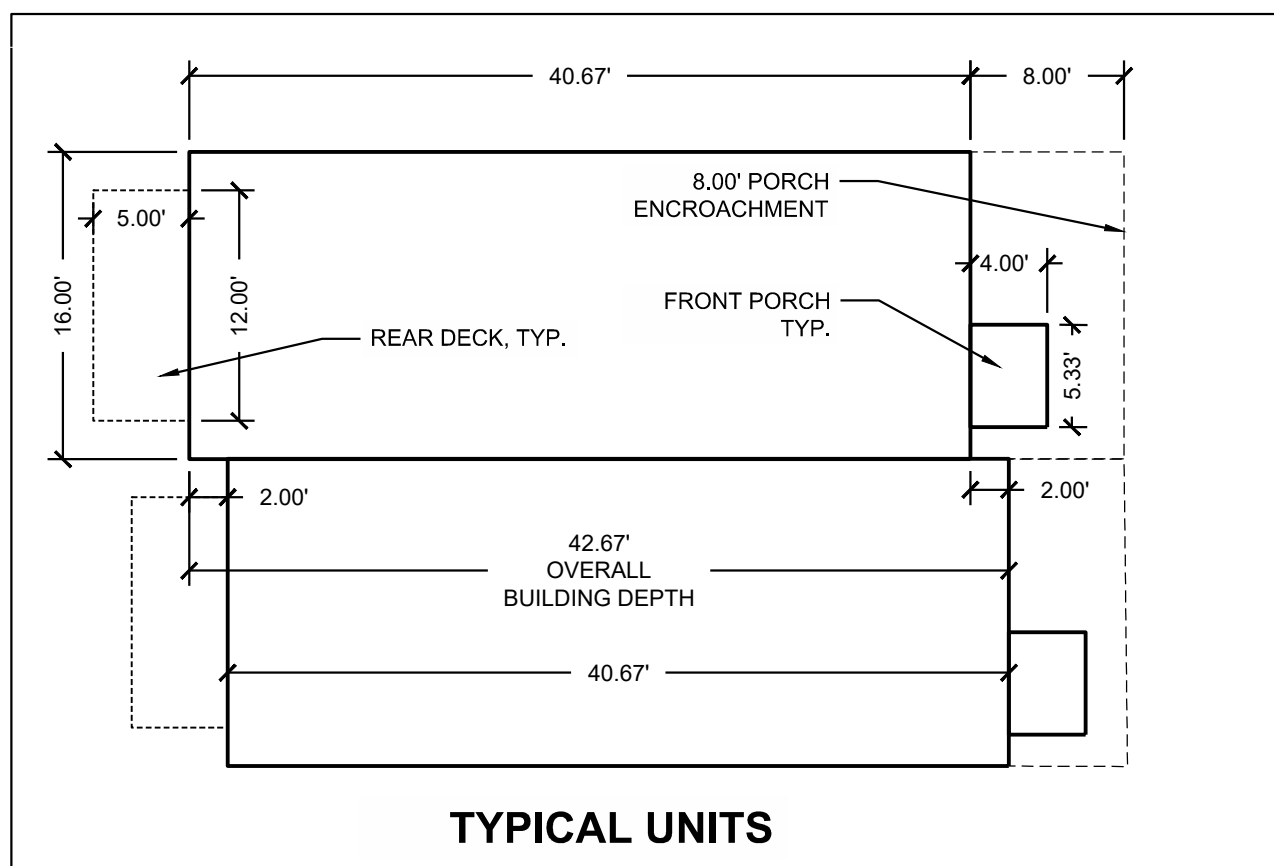 40.67'
8.00'
8.00' PORCH
ENCROACHMENT
5.00'
4.00'
16.00'
12.00'
FRONT PORCH
TYP.
REAR DECK, TYP.
5.33'
2.00'
2.00'
42.67'
OVERALL
BUILDING DEPTH
40.67'
TYPICAL UNITS